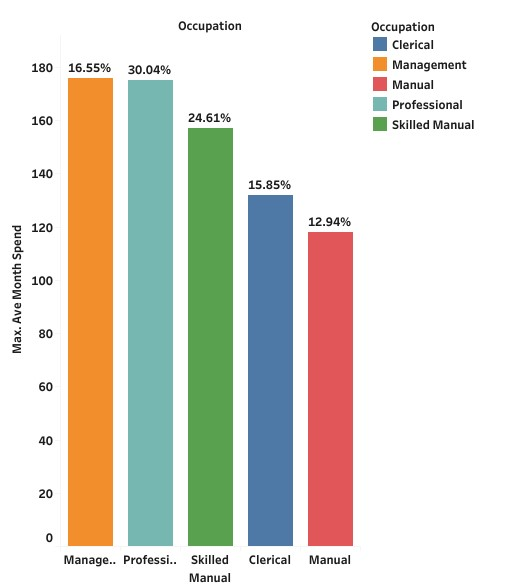 Occupation
Occupation
Clerical
Management
Manual
Professional
Skilled Manual
Max. Ave Month Spend
180
160
140
120
100
80
60
40
20
0
16.55%
30.04%
24.61%
15.85%
12.94%
Manage..
Professi..
Skilled
Manual
Clerical
Manual